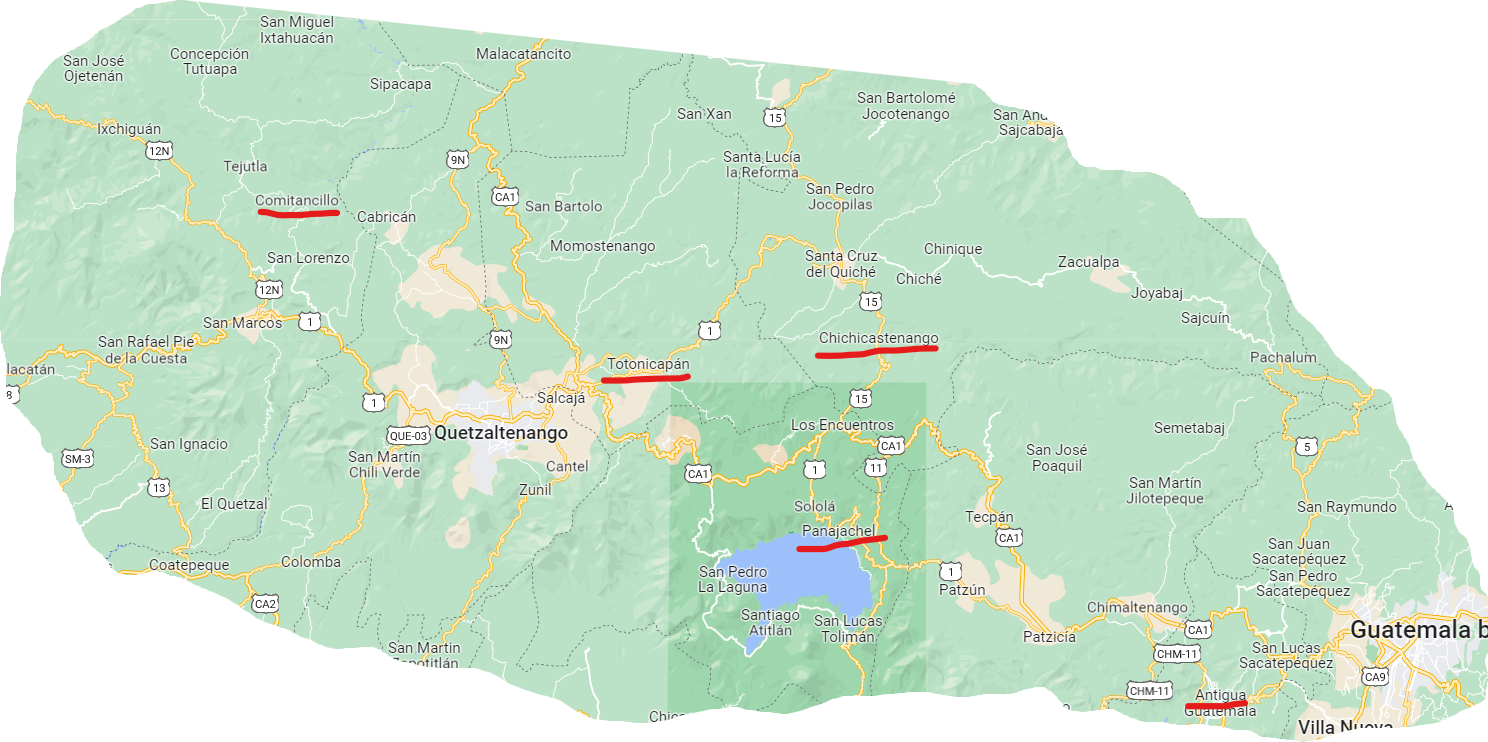 San Miguel
Ixtahuacán
Concepción
Tutuapa
Malacatancito
San José
Ojetenán
Sipacapa
San Bartolomé
Jocotenango
San Xan
15
San And
Sajcabajá
Ixchiguán
12N
9N
Santa Lucía
la Reforma
Tejutla
San Pedro
Jocopilas
CA1
Comitancillo
San Bartolo
Cabricán
Momostenango
San Lorenzo
Santa Cruz
del Quiché
Chinique
Chiché
Zacualpa
12N
Joyabaj
15
San Marcos
1
Sajcuín
1
9N
Chichicastenango
San Rafael Pie
de la Cuesta
Pachalum
lacatán
Totonicapán
8
1
Salcajá
15
QUE-03
Quetzaltenango
Los Encuentros
Semetabaj
San Ignacio
CA1
5
SM-3
San Martín
Chili Verde
Cantel
CA1
1
11
San José
Poaquil
13
Zunil
San Martín
Jilotepeque
El Quetzal
Sololá
San Raymundo
A
Tecpán
Panajachel
CA1
San Juan
Sacatepéquez
Coatepeque
Colomba
San Pedro
La Laguna
1
Patzún
San Pedro
Sacatepéquez
CA2
Chimaltenango
Santiago
Atitlán
San Lucas
Tolimán
Patzicía
CA1
Guatemala
San Martin
Zapotitlán
CHM-11
San Lucas
Sacatepéquez
CA9
CHM-11
Antigua
Guatemala
Chic
Villa Nueva